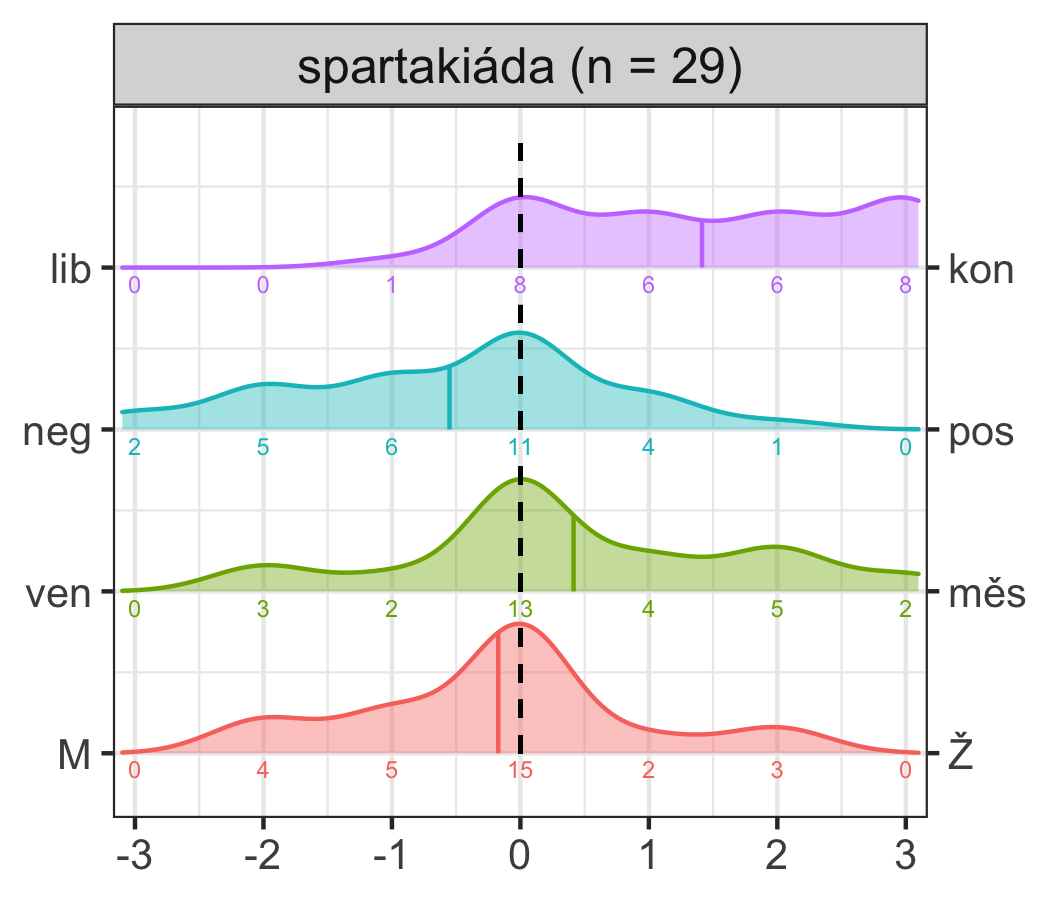 spartakiáda (n = 29)
lib kon
0 0 1 8 6 6 8
neg pos
2 5 6 11 4 1 0
ven měs
0 3 2 13 4 5 2
M Ž
0 4 5 15 2 3 0
-3 -2 -1 0 1 2 3